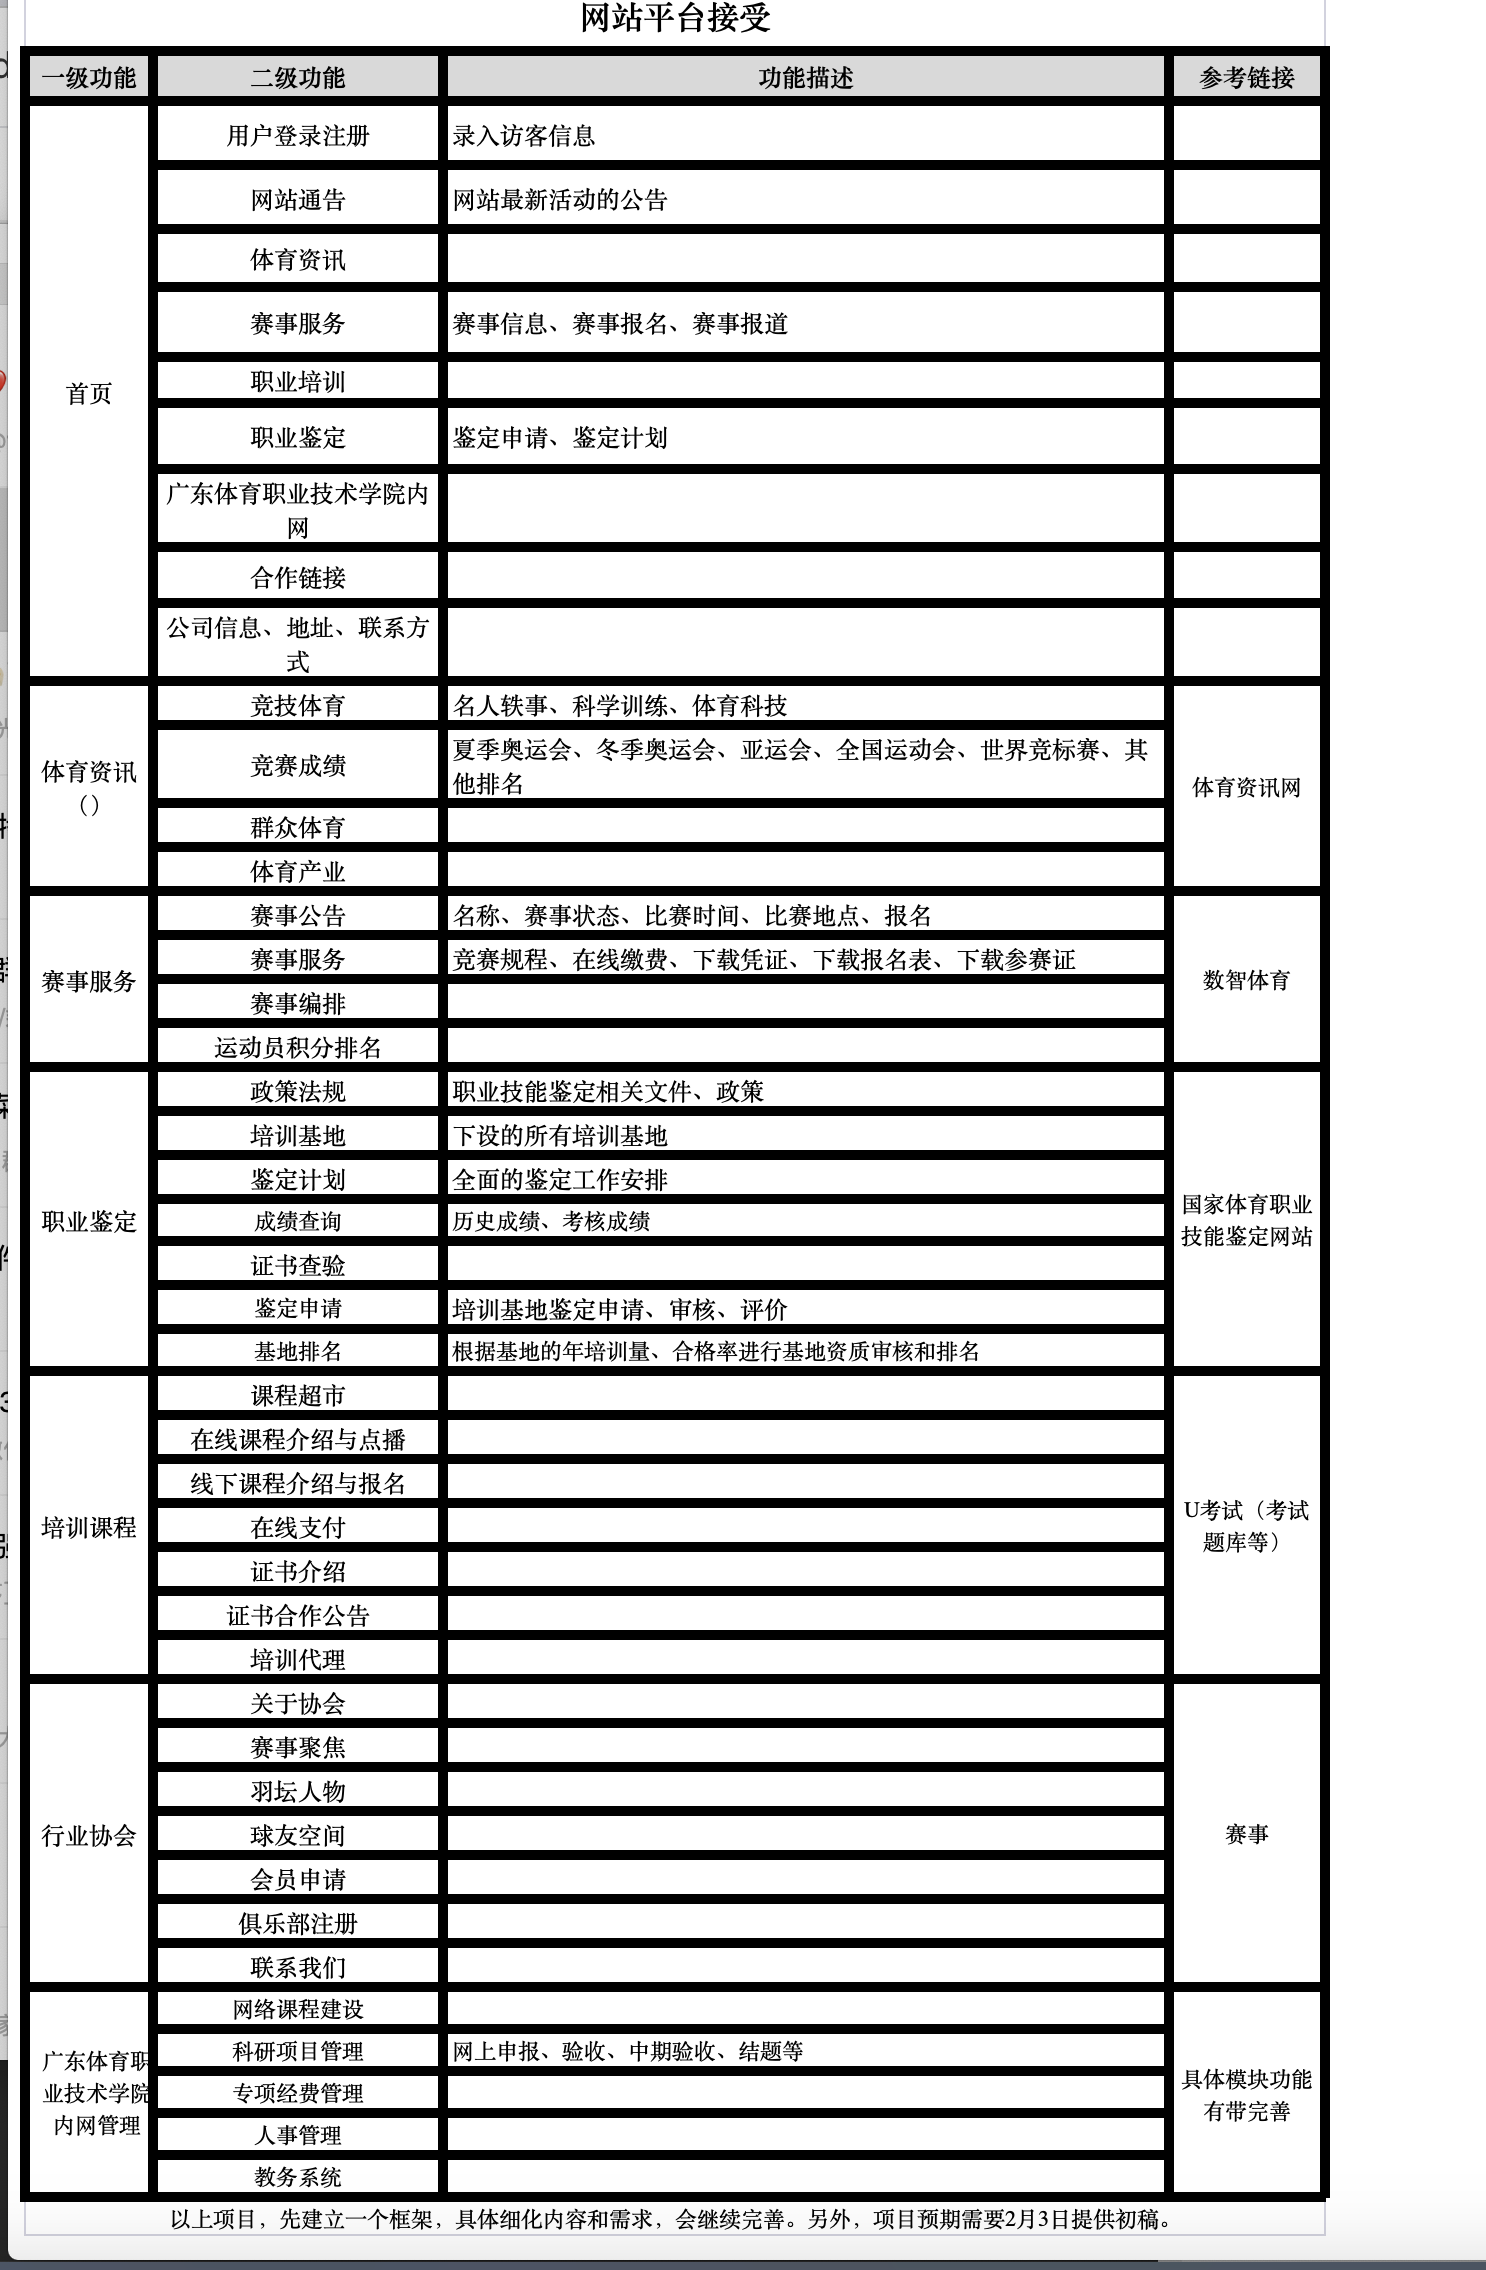 网站平台接受
一级功能 二级功能 功能描述 参考链接
首页
用户登录注册 录入访客信息
网站通告 网站最新活动的公告
体育资讯
赛事服务 赛事信息、赛事报名、赛事报道
职业培训
职业鉴定 鉴定申请、鉴定计划
广东体育职业技术学院内
网
合作链接
公司信息、地址、联系方
式
体育资讯
（）
竞技体育 名人轶事、科学训练、体育科技
竞赛成绩 夏季奥运会、冬季奥运会、亚运会、全国运动会、世界竞标赛、其
他排名
群众体育
体育产业
体育资讯网
赛事服务
赛事公告 名称、赛事状态、比赛时间、比赛地点、报名
赛事服务 竞赛规程、在线缴费、下载凭证、下载报名表、下载参赛证
赛事编排
运动员积分排名
数智体育
职业鉴定
政策法规 职业技能鉴定相关文件、政策
培训基地 下设的所有培训基地
鉴定计划 全面的鉴定工作安排
成绩查询 历史成绩、考核成绩
证书查验
鉴定申请 培训基地鉴定申请、审核、评价
基地排名 根据基地的年培训量、合格率进行基地资质审核和排名
国家体育职业
技能鉴定网站
培训课程
课程超市
在线课程介绍与点播
线下课程介绍与报名
在线支付
证书介绍
证书合作公告
培训代理
U考试（考试
题库等）
行业协会
关于协会
赛事聚焦
羽坛人物
球友空间
会员申请
俱乐部注册
联系我们
赛事
广东体育职
业技术学院
内网管理
网络课程建设
科研项目管理 网上申报、验收、中期验收、结题等
专项经费管理
人事管理
教务系统
具体模块功能
有带完善
以上项目，先建立一个框架，具体细化内容和需求，会继续完善。另外，项目预期需要2月3日提供初稿。